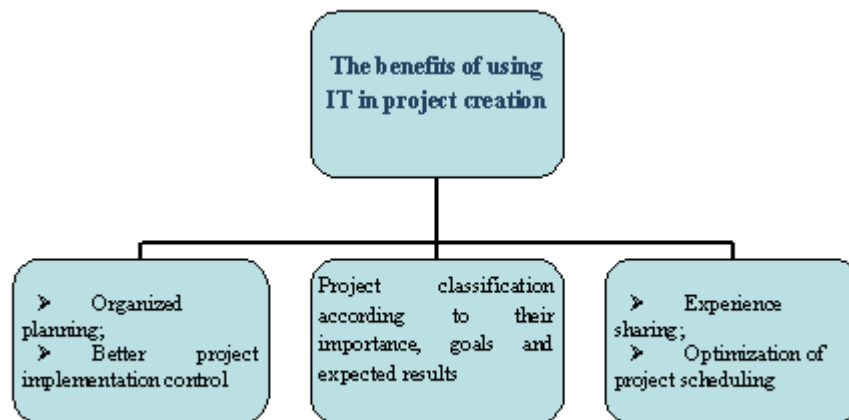 The benefits of using
IT in project creation
➢ Organized
planning;
➢ Better project
implementation control
Project classification
according to their
importance, goals and
expected results
➢ Experience
sharing;
➢ Optimization of
project scheduling